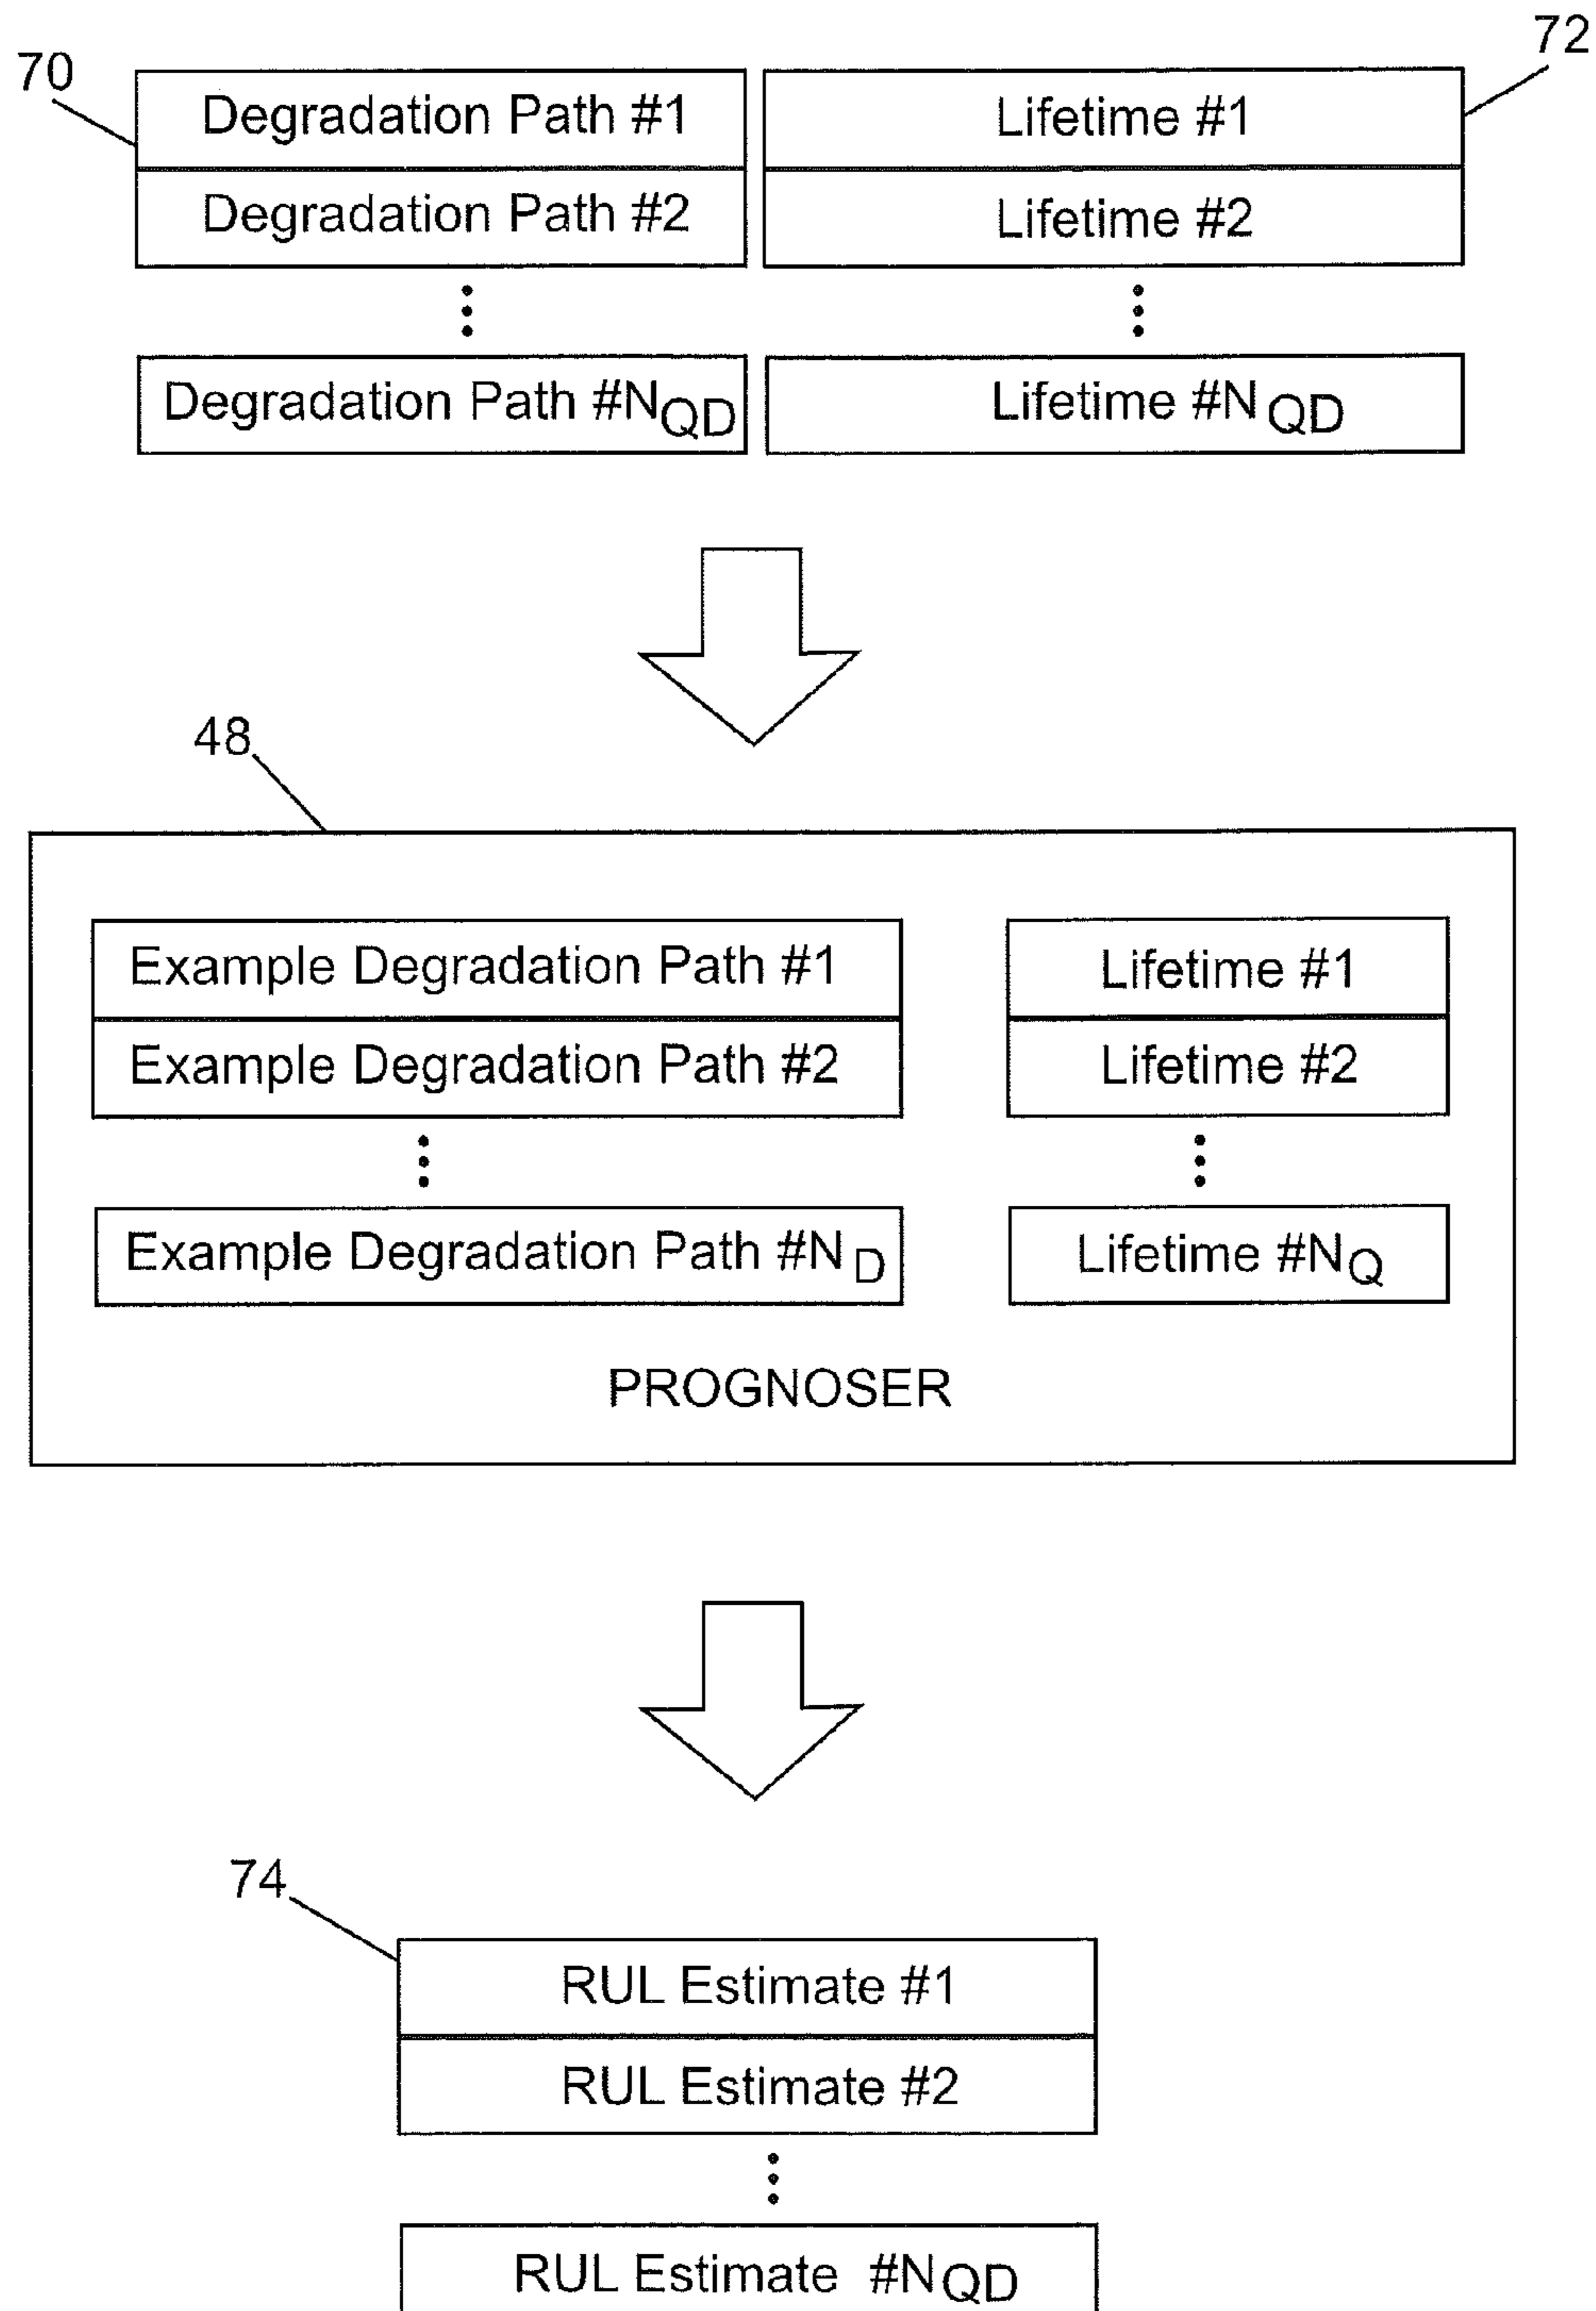 70
72
Degradation Path #1
Lifetime #1
Degradation Path #2
Lifetime #2
Degradation Path #NQD
Lifetime #NQD
48
Example Degradation Path #1
Lifetime #1
Example Degradation Path #2
Lifetime #2
Example Degradation Path #ND
Lifetime #NQ
PROGNOSER
74
RUL Estimate #1
RUL Estimate #2
RUL Estimate #NQD